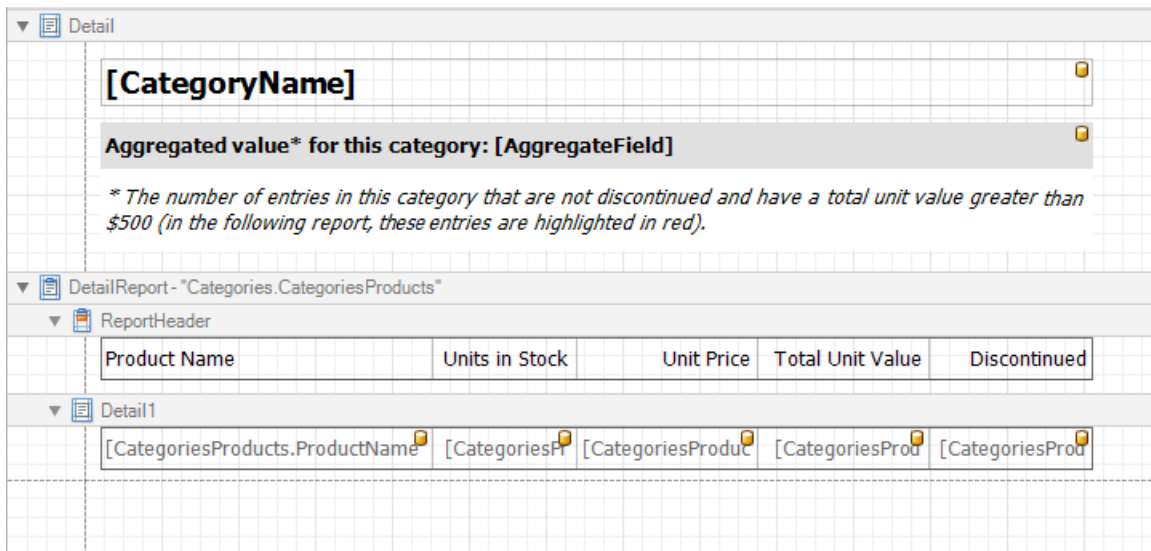 Detail
[CategoryName]
Aggregated value* for this category: [AggregateField]
* The number of entries in this category that are not discontinued and have a total unit value greater than
$500 (in the following report, these entries are highlighted in red).
DetailReport - "Categories.CategoriesProducts"
ReportHeader
Product Name Units in Stock Unit Price Total Unit Value Discontinued
Detail1
[CategoriesProducts.ProductName [CategoriesPr [CategoriesProduc [CategoriesProd [CategoriesProd